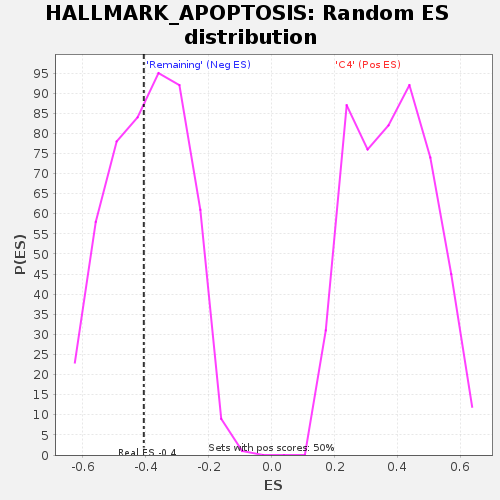 HALLMARK_APOPTOSIS: Random ES
distribution
'Remaining' (Neg ES)
'C4' (Pos ES)
95
90
85
80
75
70
65
60
55
50
45
40
35
30
25
20
15
10
5
0
P(ES)
Real ES -0.4
Sets with pos scores: 50%
-0.6 -0.4 -0.2 0.0 0.2 0.4 0.6
ES